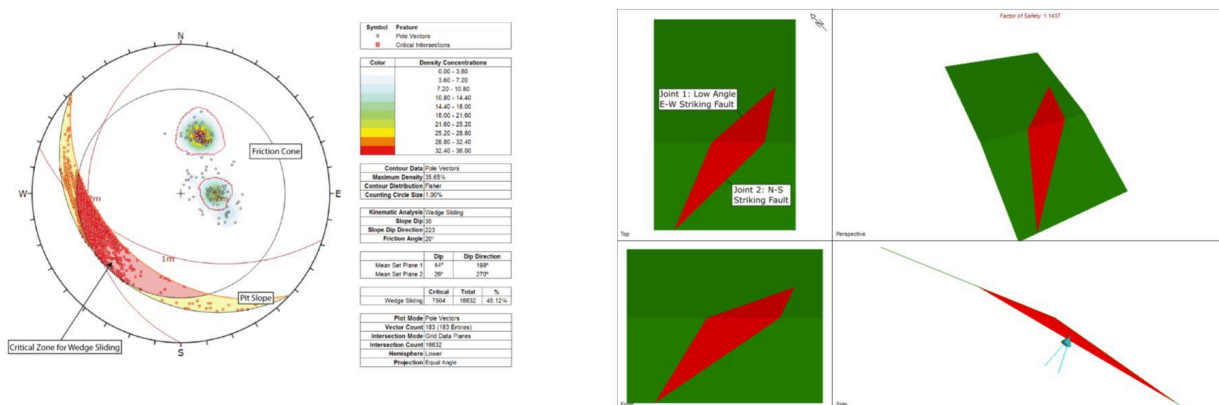 N
W
E
S
Friction Cone
1m
Pit Slope
Critical Zone for Wedge Sliding
Symbol Feature
Pole Vectors
Critical Intersections
Color Density Concentrations
0.00 - 3.60
3.60 - 7.20
7.20 - 10.80
10.80 - 14.40
14.40 - 18.00
18.00 - 21.60
21.60 - 25.20
25.20 - 28.80
28.80 - 32.40
32.40 - 36.00
Contour Data Pole Vectors
Maximum Density 35.65%
Contour Distribution Fisher
Counting Circle Size 1.00%
Kinematic Analysis Wedge Sliding
Slope Dip
Slope Dip Direction 223
Friction Angle 20°
Dip Dip Direction
Mean Set Plane 1 44° 198°
Mean Set Plane 2 270°
Critical Total %
Wedge Sliding 7504 16632 45.12%
Plot Mode Pole Vectors
Vector Count 183 (183 Entries)
Intersection Mode Grid Data Planes
Intersection Count 16632
Hemisphere Lower
Projection Equal Angle
N
Joint 1: Low Angle
E-W Striking Fault
Joint 2: N-S
Striking Fault
Top
Factor of Safety: 1.1437
Perspective
Front
Side